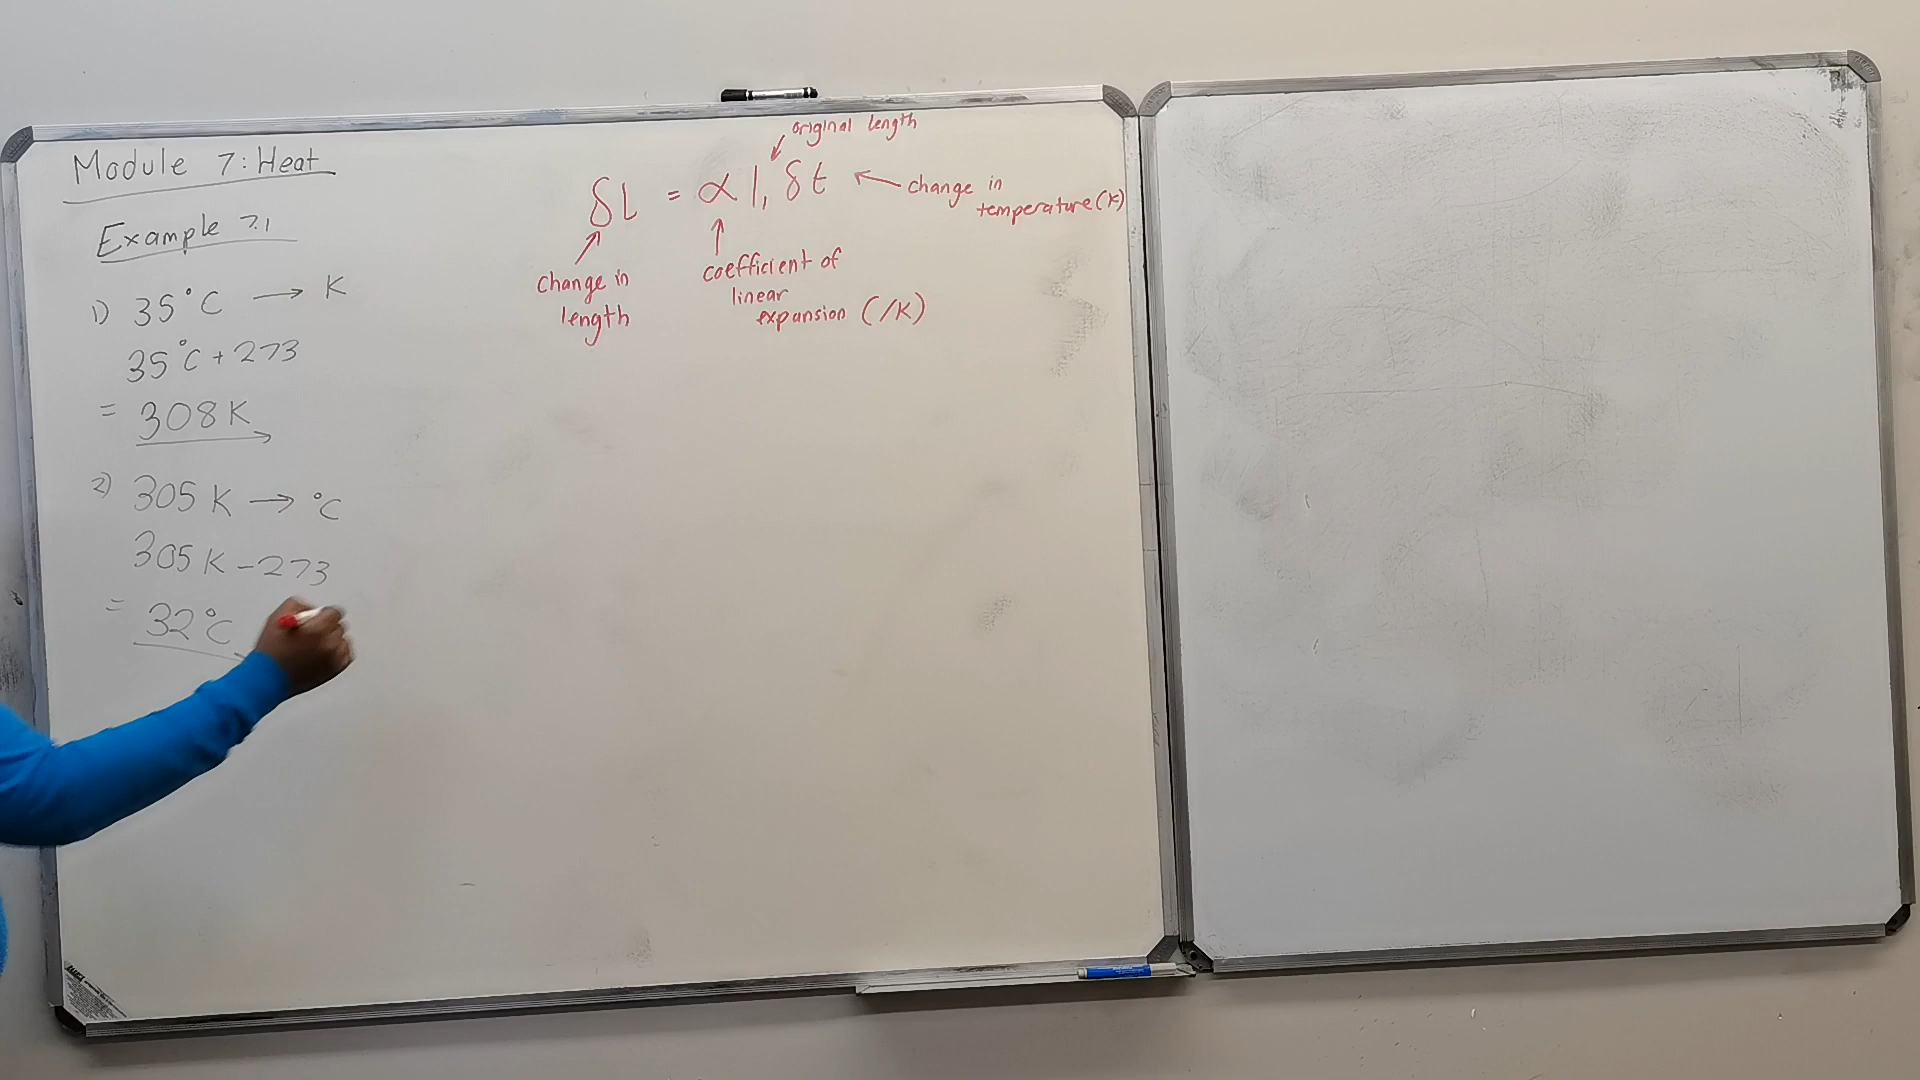 Module 7: Heat
Example 7.1
1) 35°C → K
35°C + 273
= 308 K
2) 305 K → °C
305 K - 273
= 32°C
original length
δl = α l, δt
change in
temperature (K)
change in
length
coefficient of
linear
expansion (/K)